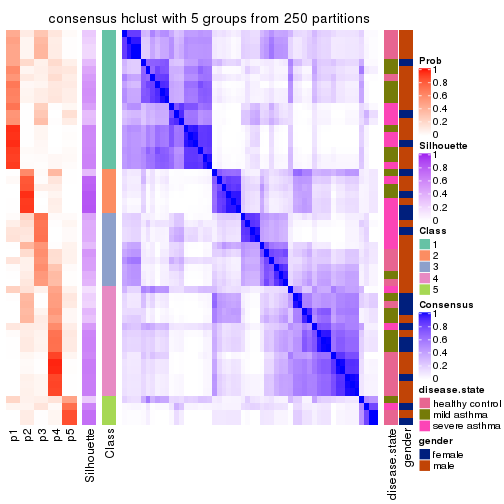 consensus hclust with 5 groups from 250 partitions
p1
p2
p3
p4
p5
Silhouette
Class
disease.state
gender
Prob
1
0.8
0.6
0.4
0.2
0
Silhouette
1
0.8
0.6
0.4
0.2
0
Class
1
2
3
4
5
Consensus
1
0.8
0.6
0.4
0.2
0
disease.state
healthy control
mild asthma
severe asthma
gender
female
male